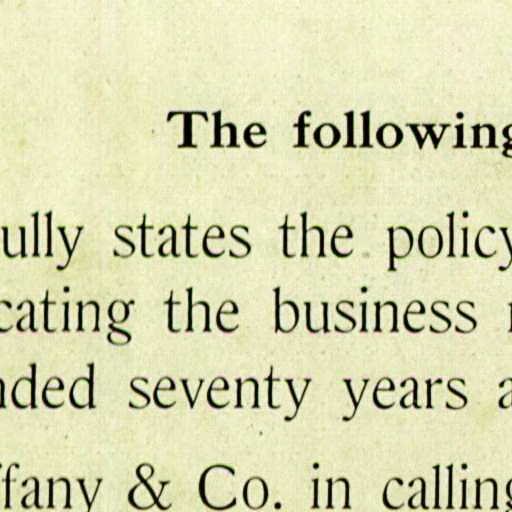 The following
ully states the policy
cating the business
nded seventy years a
ffany & Co. in calling